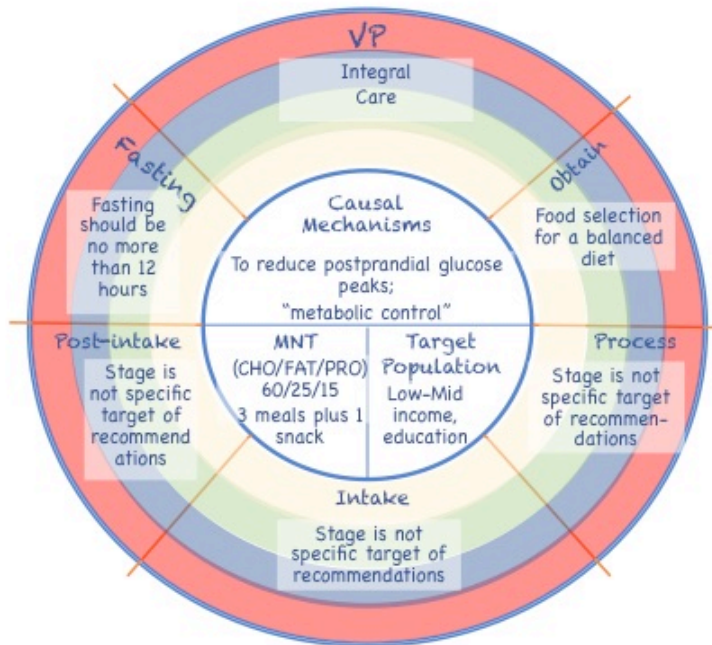 VP
Integral
Care
Fasting
Fasting
should be
no more
than 12
hours
Obtain
Food selection
for a balanced
diet
Causal
Mechanisms
To reduce postprandial glucose
peaks;
“metabolic control”
MNT
(CHO/FAT/PRO)
60/25/15
3 meals plus 1
snack
Target
Population
Low-Mid
income,
education
Post-intake
Stage is
not specific
target of
recommend
ations
Process
Stage is not
specific target
of recommen-
dations
Intake
Stage is not
specific target of
recommendations